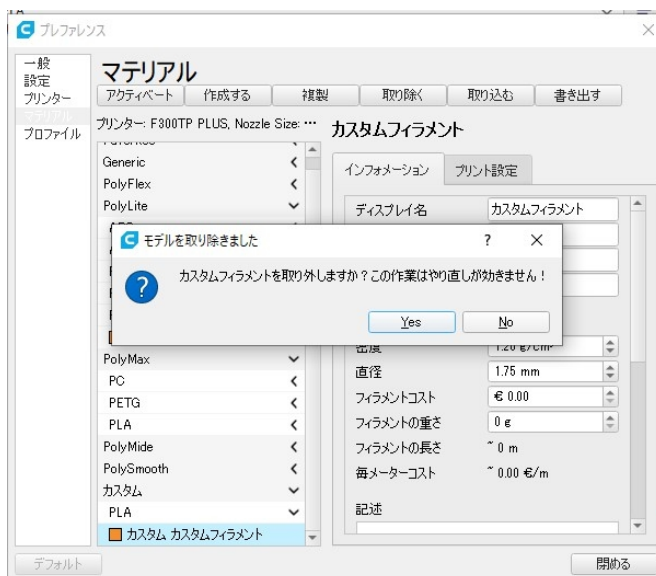 プレファレンス
一般
設定
プリンター
マテリアル
プロファイル
マテリアル
アクティベート
作成する
複製
取り除く
取り込む
書き出す
プリンター: F300TP PLUS, Nozzle Size: ...
カスタムフィラメント
Generic
PolyFlex
PolyLite
インフォメーション
プリント設定
ディスプレイ名
カスタムフィラメント
モデルを取り除きました
カスタムフィラメントを取り外しますか?この作業はやり直しが効きません!
Yes
No
PolyMax
PC
PETG
PLA
PolyMide
PolySmooth
カスタム
PLA
カスタム カスタムフィラメント
密度
1.20 g/cm³
直径
1.75 mm
フィラメントコスト
€ 0.00
フィラメントの重さ
0 g
フィラメントの長さ
~ 0 m
毎メーターコスト
~ 0.00 €/m
記述
デフォルト
閉める